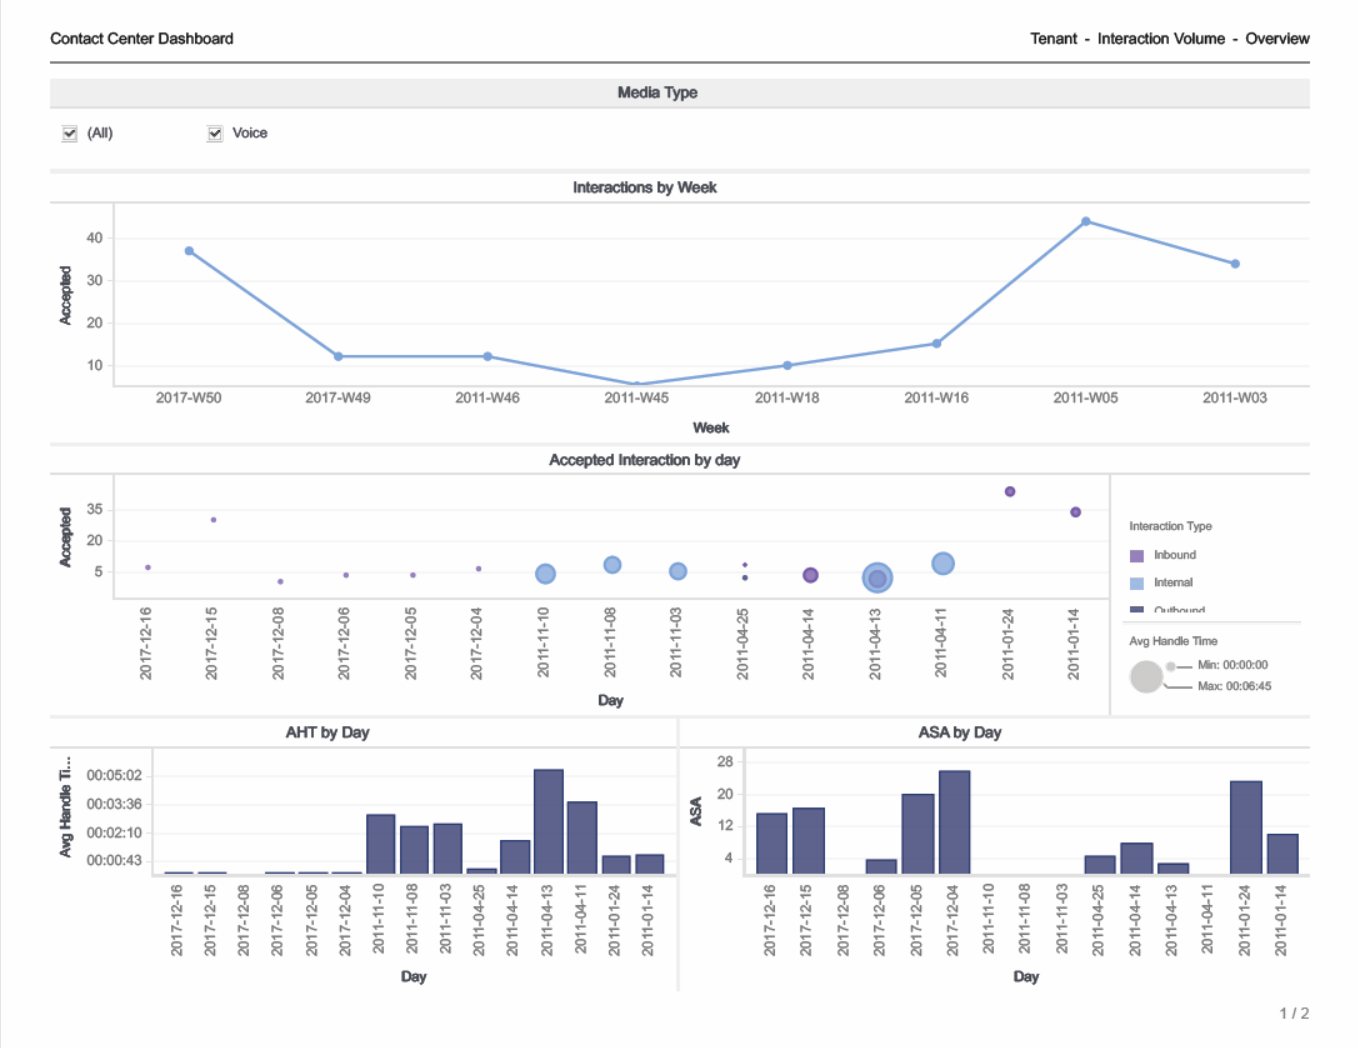 Contact Center Dashboard
Tenant - Interaction Volume - Overview
Media Type
(All)
Voice
Interactions by Week
Accepted
40
30
20
10
2017-W50
2017-W49
2011-W46
2011-W45
2011-W18
2011-W16
2011-W05
2011-W03
Week
Accepted Interaction by day
Accepted
35
20
5
2017-12-16
2017-12-15
2017-12-08
2017-12-06
2017-12-05
2017-12-04
2011-11-10
2011-11-08
2011-11-03
2011-04-25
2011-04-14
2011-04-13
2011-04-11
2011-01-24
2011-01-14
Day
Interaction Type
Inbound
Internal
Outbound
Avg Handle Time
Min: 00:00:00
Max: 00:06:45
AHT by Day
Avg Handle Ti...
00:05:02
00:03:36
00:02:10
00:00:43
2017-12-16
2017-12-15
2017-12-08
2017-12-06
2017-12-05
2017-12-04
2011-11-10
2011-11-08
2011-11-03
2011-04-25
2011-04-14
2011-04-13
2011-04-11
2011-01-24
2011-01-14
Day
ASA by Day
ASA
28
20
12
4
2017-12-16
2017-12-15
2017-12-08
2017-12-06
2017-12-05
2017-12-04
2011-11-10
2011-11-08
2011-11-03
2011-04-25
2011-04-14
2011-04-13
2011-04-11
2011-01-24
2011-01-14
Day
1 / 2